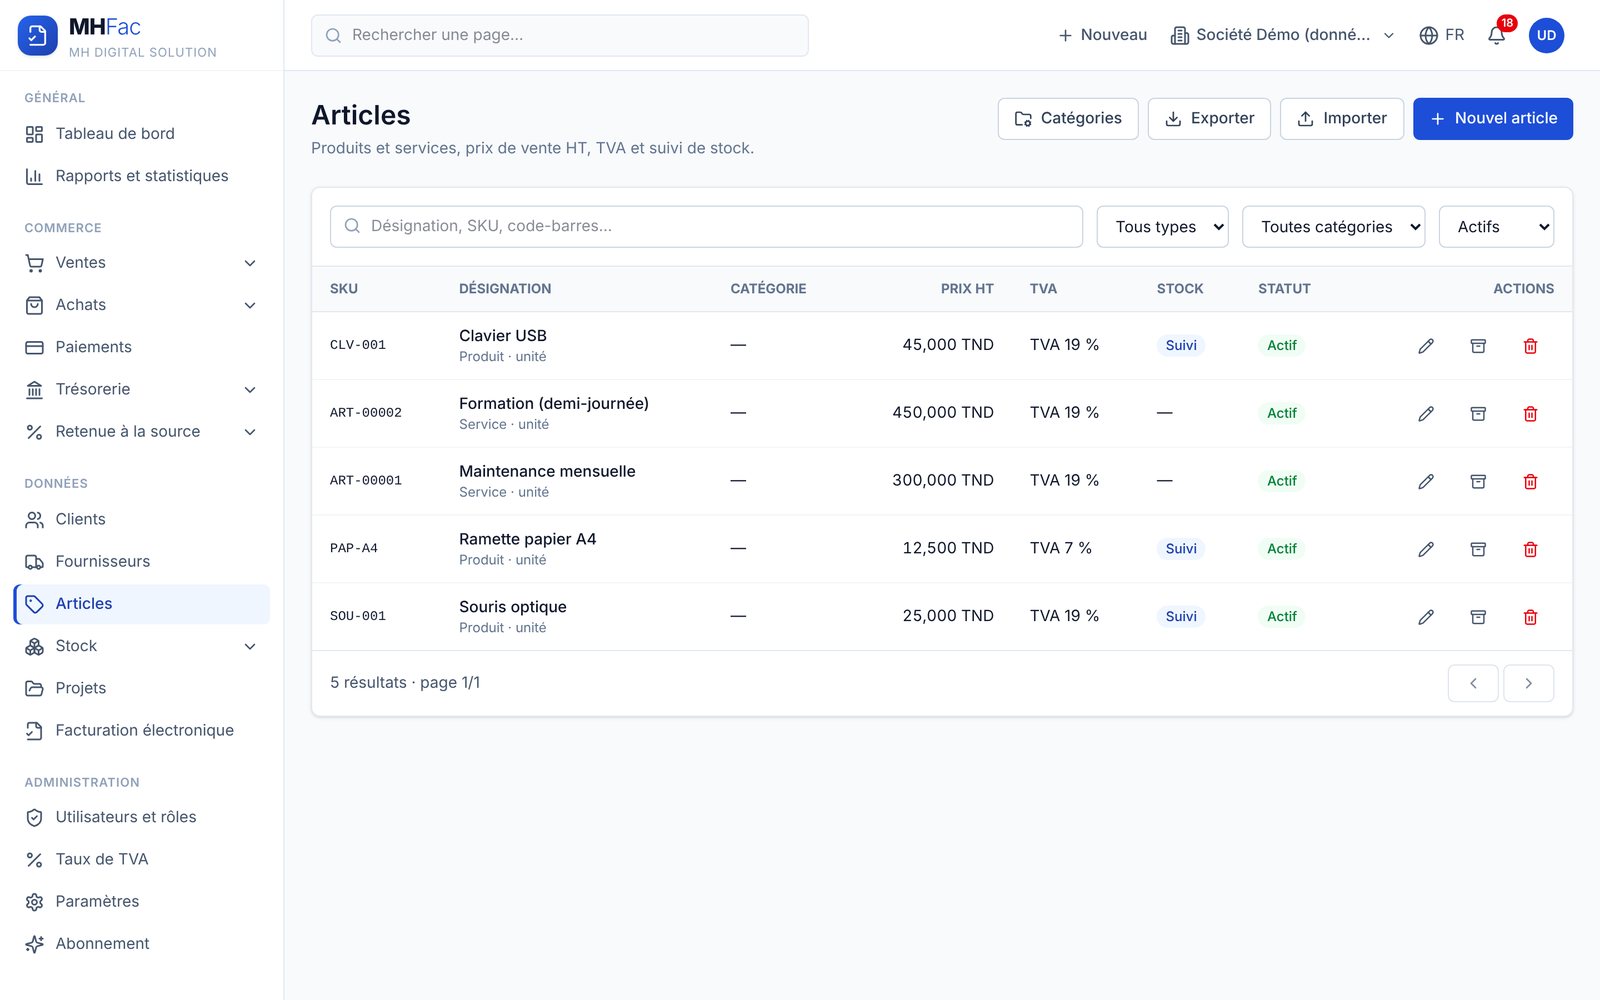 MHFac
MH DIGITAL SOLUTION
Rechercher une page...
Nouveau
Société Démo (donné...
FR
18
UD
GÉNÉRAL
Tableau de bord
Rapports et statistiques
COMMERCE
Ventes
Achats
Paiements
Trésorerie
Retenue à la source
DONNÉES
Clients
Fournisseurs
Articles
Stock
Projets
Facturation électronique
ADMINISTRATION
Utilisateurs et rôles
Taux de TVA
Paramètres
Abonnement
Articles
Produits et services, prix de vente HT, TVA et suivi de stock.
Catégories
Exporter
Importer
Nouvel article
Désignation, SKU, code-barres...
Tous types
Toutes catégories
Actifs
SKU DÉSIGNATION CATÉGORIE PRIX HT TVA STOCK STATUT ACTIONS
CLV-001 Clavier USB — 45,000 TND TVA 19 % Suivi Actif
Produit · unité
ART-00002 Formation (demi-journée) — 450,000 TND TVA 19 % — Actif
Service · unité
ART-00001 Maintenance mensuelle — 300,000 TND TVA 19 % — Actif
Service · unité
PAP-A4 Ramette papier A4 — 12,500 TND TVA 7 % Suivi Actif
Produit · unité
SOU-001 Souris optique — 25,000 TND TVA 19 % Suivi Actif
Produit · unité
5 résultats · page 1/1